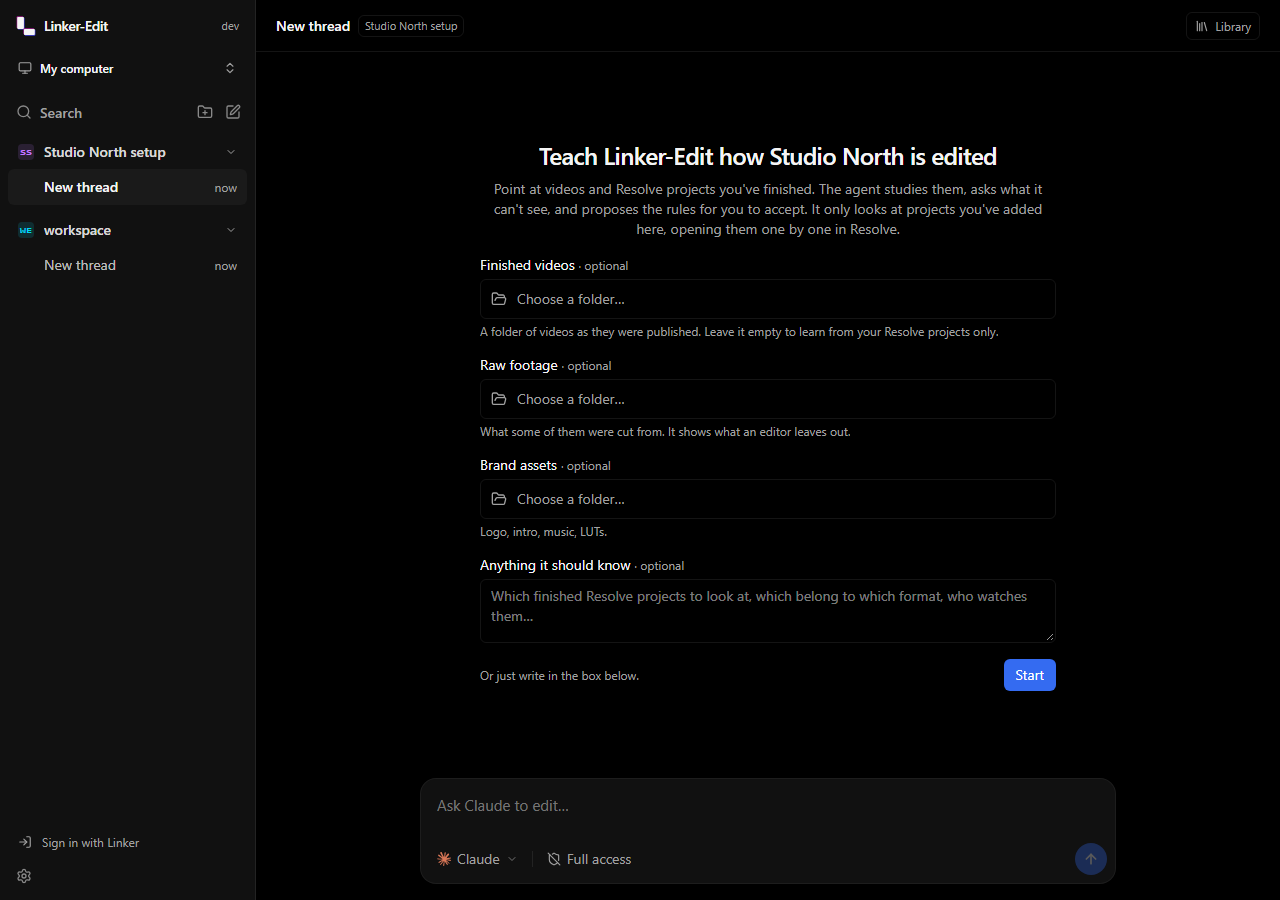 Linker-Edit
dev
My computer
Search
SS
Studio North setup
New thread
now
WE
workspace
New thread
now
Sign in with Linker
New thread
Studio North setup
Library
Teach Linker-Edit how Studio North is edited
Point at videos and Resolve projects you've finished. The agent studies them, asks what it
can't see, and proposes the rules for you to accept. It only looks at projects you've added
here, opening them one by one in Resolve.
Finished videos · optional
Choose a folder...
A folder of videos as they were published. Leave it empty to learn from your Resolve projects only.
Raw footage · optional
Choose a folder...
What some of them were cut from. It shows what an editor leaves out.
Brand assets · optional
Choose a folder...
Logo, intro, music, LUTs.
Anything it should know · optional
Which finished Resolve projects to look at, which belong to which format, who watches
them...
Or just write in the box below.
Start
Ask Claude to edit...
Claude
Full access